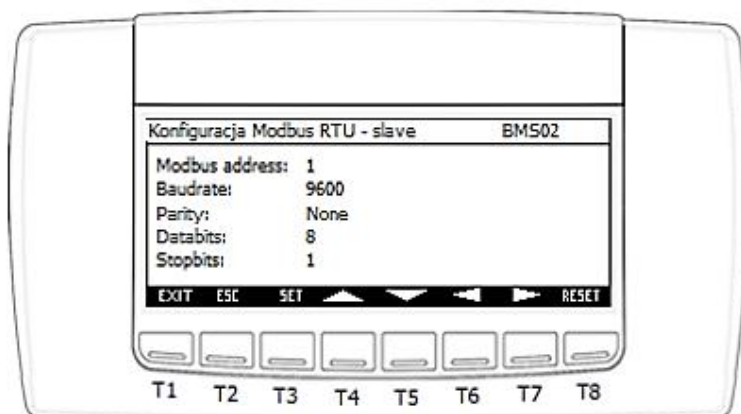 Konfiguracja Modbus RTU - slave BMS02
Modbus address: 1
Baudrate: 9600
Parity: None
Databits: 8
Stopbits: 1
EXIT ESC SET RESET
T1 T2 T3 T4 T5 T6 T7 T8